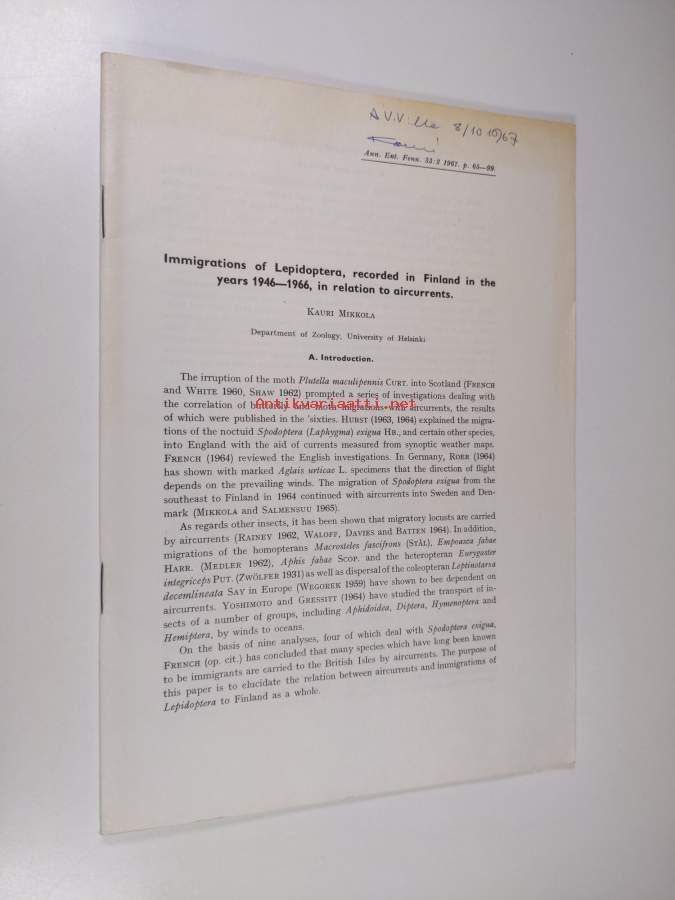 8/10 1967
Ann. Ent. Fenn. 33:2 1967, p. 65—99.
Immigrations of Lepidoptera, recorded in Finland in the
years 1946—1966, in relation to aircurrents.
KAURI MIKKOLA
Department of Zoology, University of Helsinki
A. Introduction.
The irruption of the moth Plutella maculipennis CURT. into Scotland (FRENCH
and WHITE 1960, SHAW 1962) prompted a series of investigations dealing with
the correlation of butterfly and moth migrations with aircurrents, the results
Antikvariaatti.net
of which were published in the 'sixties. HURST (1963, 1964) explained the migra-
tions of the noctuid Spodoptera (Laphygma) exigua HB., and certain other species,
into England with the aid of currents measured from synoptic weather maps.
FRENCH (1964) reviewed the English investigations. In Germany, ROER (1964)
has shown with marked Aglais urticae L. specimens that the direction of flight
depends on the prevailing winds. The migration of Spodoptera exigua from the
southeast to Finland in 1964 continued with aircurrents into Sweden and Den-
mark (MIKKOLA and SALMENSUU 1965).
As regards other insects, it has been shown that migratory locusts are carried
by aircurrents (RAINEY 1962, WALOFF, DAVIES and BATTEN 1964). In addition,
migrations of the homopterans Macrosteles fascifrons (STÅL), Empoasca fabae
HARR. (MEDLER 1962), Aphis fabae SCOP. and the heteropteran Eurygaster
integriceps PUT. (ZWÖLFER 1931) as well as dispersal of the coleopteran Leptinotarsa
decemlineata SAY in Europe (WEGOREK 1959) have shown to bee dependent on
aircurrents. YOSHIMOTO and GRESSITT (1964) have studied the transport of in-
sects of a number of groups, including Aphidoidea, Diptera, Hymenoptera and
Hemiptera, by winds to oceans.
On the basis of nine analyses, four of which deal with Spodoptera exigua,
FRENCH (op. cit.) has concluded that many species which have long been known
to be immigrants are carried to the British Isles by aircurrents. The purpose of
this paper is to elucidate the relation between aircurrents and immigrations of
Lepidoptera to Finland as a whole.